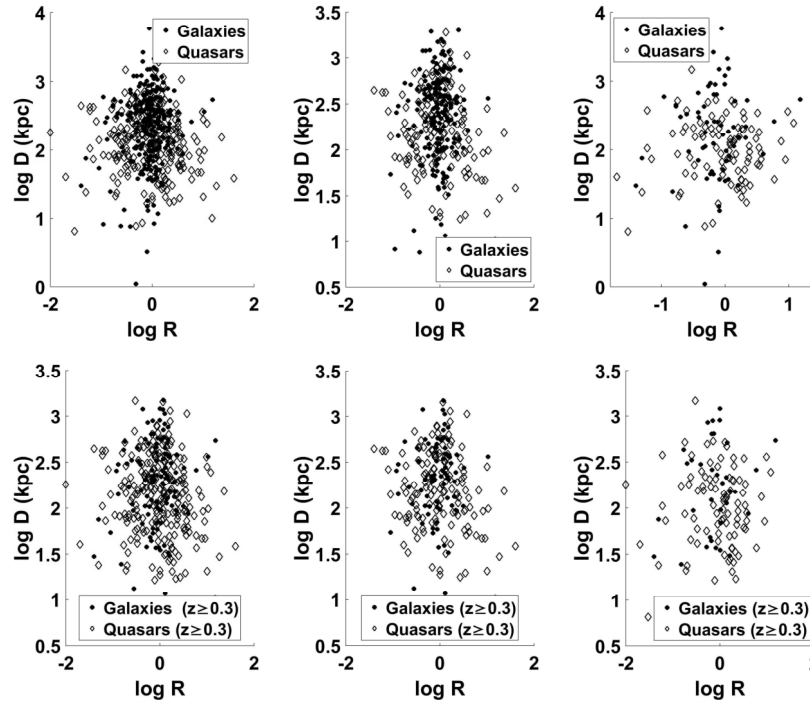 4
3
2
1
0
-2
0
2
log D (kpc)
log R
Galaxies
Quasars
3.5
3
2.5
2
1.5
1
0.5
-2
0
2
log D (kpc)
log R
Galaxies
Quasars
4
3
2
1
0
-1
0
1
log D (kpc)
log R
Galaxies
Quasars
3.5
3
2.5
2
1.5
1
0.5
-2
0
2
log D (kpc)
log R
Galaxies (z≥0.3)
Quasars (z≥0.3)
3.5
3
2.5
2
1.5
1
0.5
-2
0
2
log D (kpc)
log R
Galaxies (z≥0.3)
Quasars (z≥0.3)
3.5
3
2.5
2
1.5
1
0.5
-2
0
log D (kpc)
log R
Galaxies (z≥0.3)
Quasars (z≥0.3)